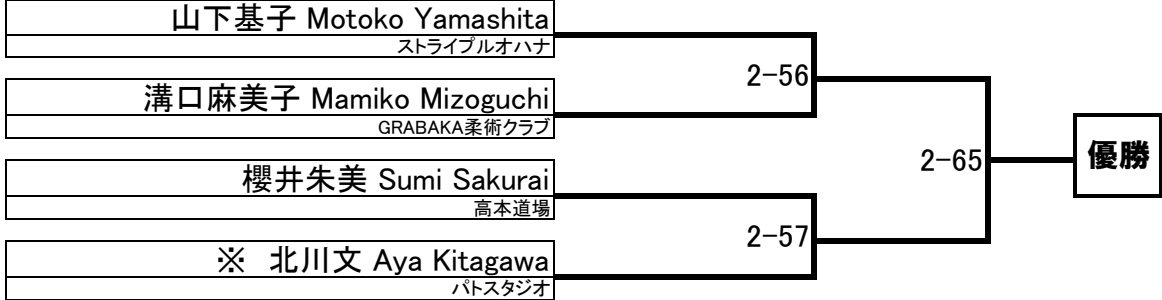 山下基子 Motoko Yamashita
ストライプルオハナ
2-56
溝口麻美子 Mamiko Mizoguchi
GRABAKA柔術クラブ
2-65
優勝
櫻井朱美 Sumi Sakurai
高本道場
2-57
※ 北川文 Aya Kitagawa
パトスタジオ